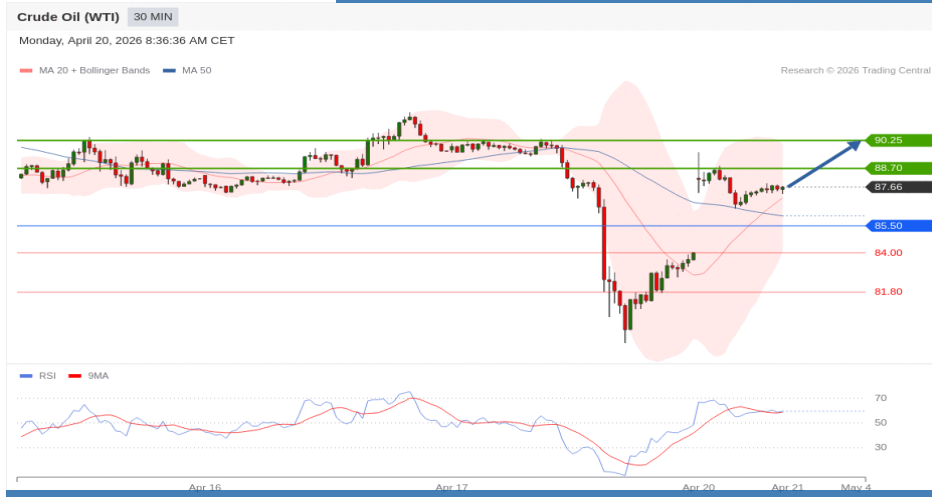 Crude Oil (WTI) 30 MIN
Monday, April 20, 2026 8:36:36 AM CET
MA 20 + Bollinger Bands MA 50 Research © 2026 Trading Central
90.25
88.70
87.66
85.50
84.00
81.80
RSI 9MA
70
50
30
Apr 16 Apr 17 Apr 20 Apr 21 May 4